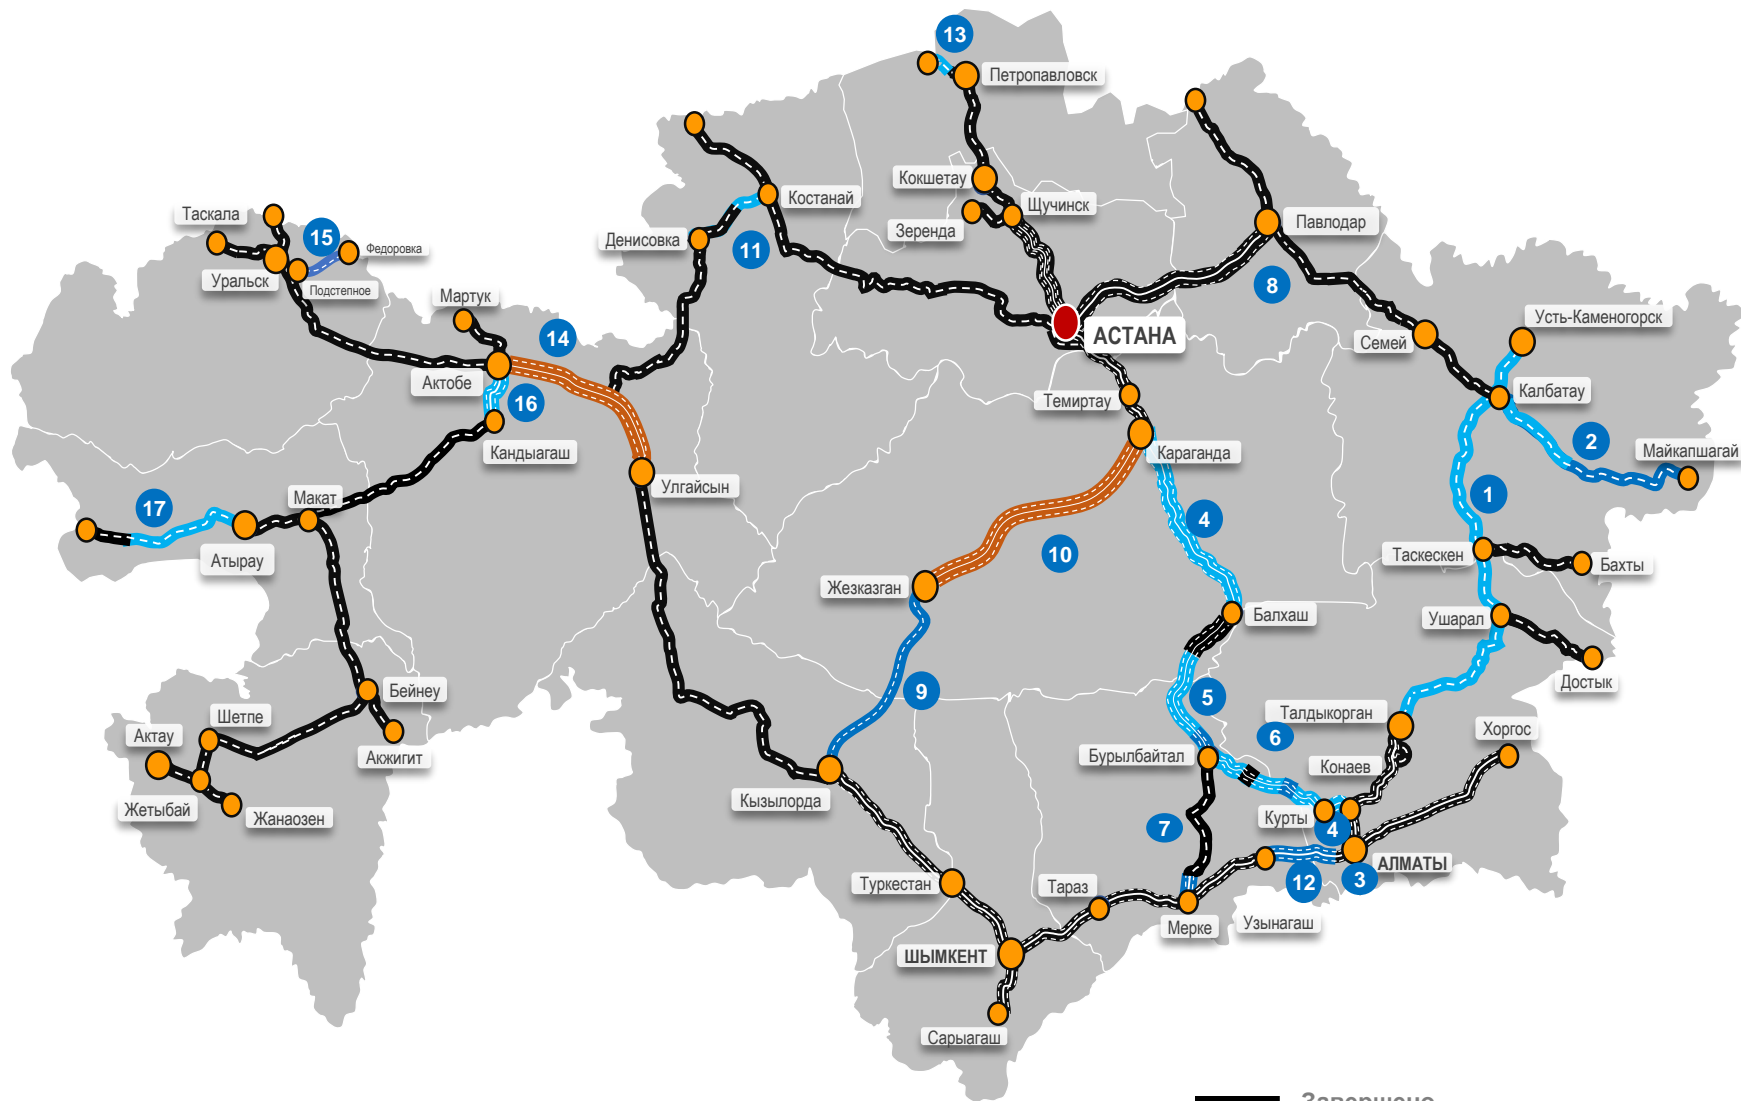 13
Петропавловск
Кокшетау
Щучинск
Зеренда
Костанай
Денисовка
11
Павлодар
8
Таскала
15
Федоровка
Уральск
Подстепное
Мартук
14
Актобе
16
Кандыагаш
АСТАНА
Темиртау
Караганда
Семей
Усть-Каменогорск
Калбатау
2
Майкапшагай
1
Улгайсын
Макат
17
Атырау
4
10
Жезказган
Таскескен
Бахты
Балхаш
Ушарал
Достык
9
5
Бейнеу
Шетпе
Актау
Акжигит
Жетыбай
Жанаозен
Талдыкорган
6
Хоргос
Бурылбайтал
Конаев
Кызылорда
Курты
4
7
АЛМАТЫ
12
3
Туркестан
Тараз
Мерке
Узынагаш
ШЫМКЕНТ
Сарыагаш
Завершено